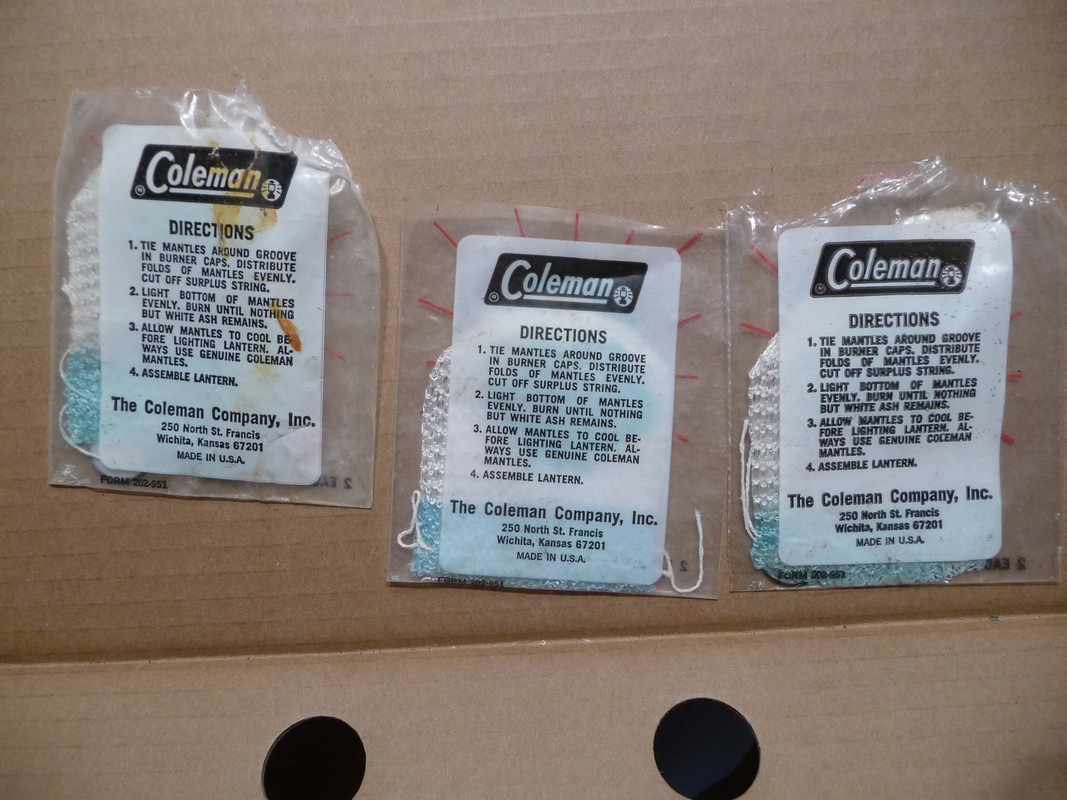 Coleman
®
DIRECTIONS
1. TIE MANTLES AROUND GROOVE
IN BURNER CAPS. DISTRIBUTE
FOLDS OF MANTLES EVENLY.
CUT OFF SURPLUS STRING.
2. LIGHT BOTTOM OF MANTLES
EVENLY. BURN UNTIL NOTHING
BUT WHITE ASH REMAINS.
3. ALLOW MANTLES TO COOL BE-
FORE LIGHTING LANTERN. AL-
WAYS USE GENUINE COLEMAN
MANTLES.
4. ASSEMBLE LANTERN.
The Coleman Company, Inc.
250 North St. Francis
Wichita, Kansas 67201
MADE IN U.S.A.
FORM 202-951
2 EA
Coleman
®
DIRECTIONS
1. TIE MANTLES AROUND GROOVE
IN BURNER CAPS. DISTRIBUTE
FOLDS OF MANTLES EVENLY.
CUT OFF SURPLUS STRING.
2. LIGHT BOTTOM OF MANTLES
EVENLY. BURN UNTIL NOTHING
BUT WHITE ASH REMAINS.
3. ALLOW MANTLES TO COOL BE-
FORE LIGHTING LANTERN. AL-
WAYS USE GENUINE COLEMAN
MANTLES.
4. ASSEMBLE LANTERN.
The Coleman Company, Inc.
250 North St. Francis
Wichita, Kansas 67201
MADE IN U.S.A.
FORM 202-951
2
Coleman
®
DIRECTIONS
1. TIE MANTLES AROUND GROOVE
IN BURNER CAPS. DISTRIBUTE
FOLDS OF MANTLES EVENLY.
CUT OFF SURPLUS STRING.
2. LIGHT BOTTOM OF MANTLES
EVENLY. BURN UNTIL NOTHING
BUT WHITE ASH REMAINS.
3. ALLOW MANTLES TO COOL BE-
FORE LIGHTING LANTERN. AL-
WAYS USE GENUINE COLEMAN
MANTLES.
4. ASSEMBLE LANTERN.
The Coleman Company, Inc.
250 North St. Francis
Wichita, Kansas 67201
MADE IN U.S.A.
FORM 202-951
2 EA